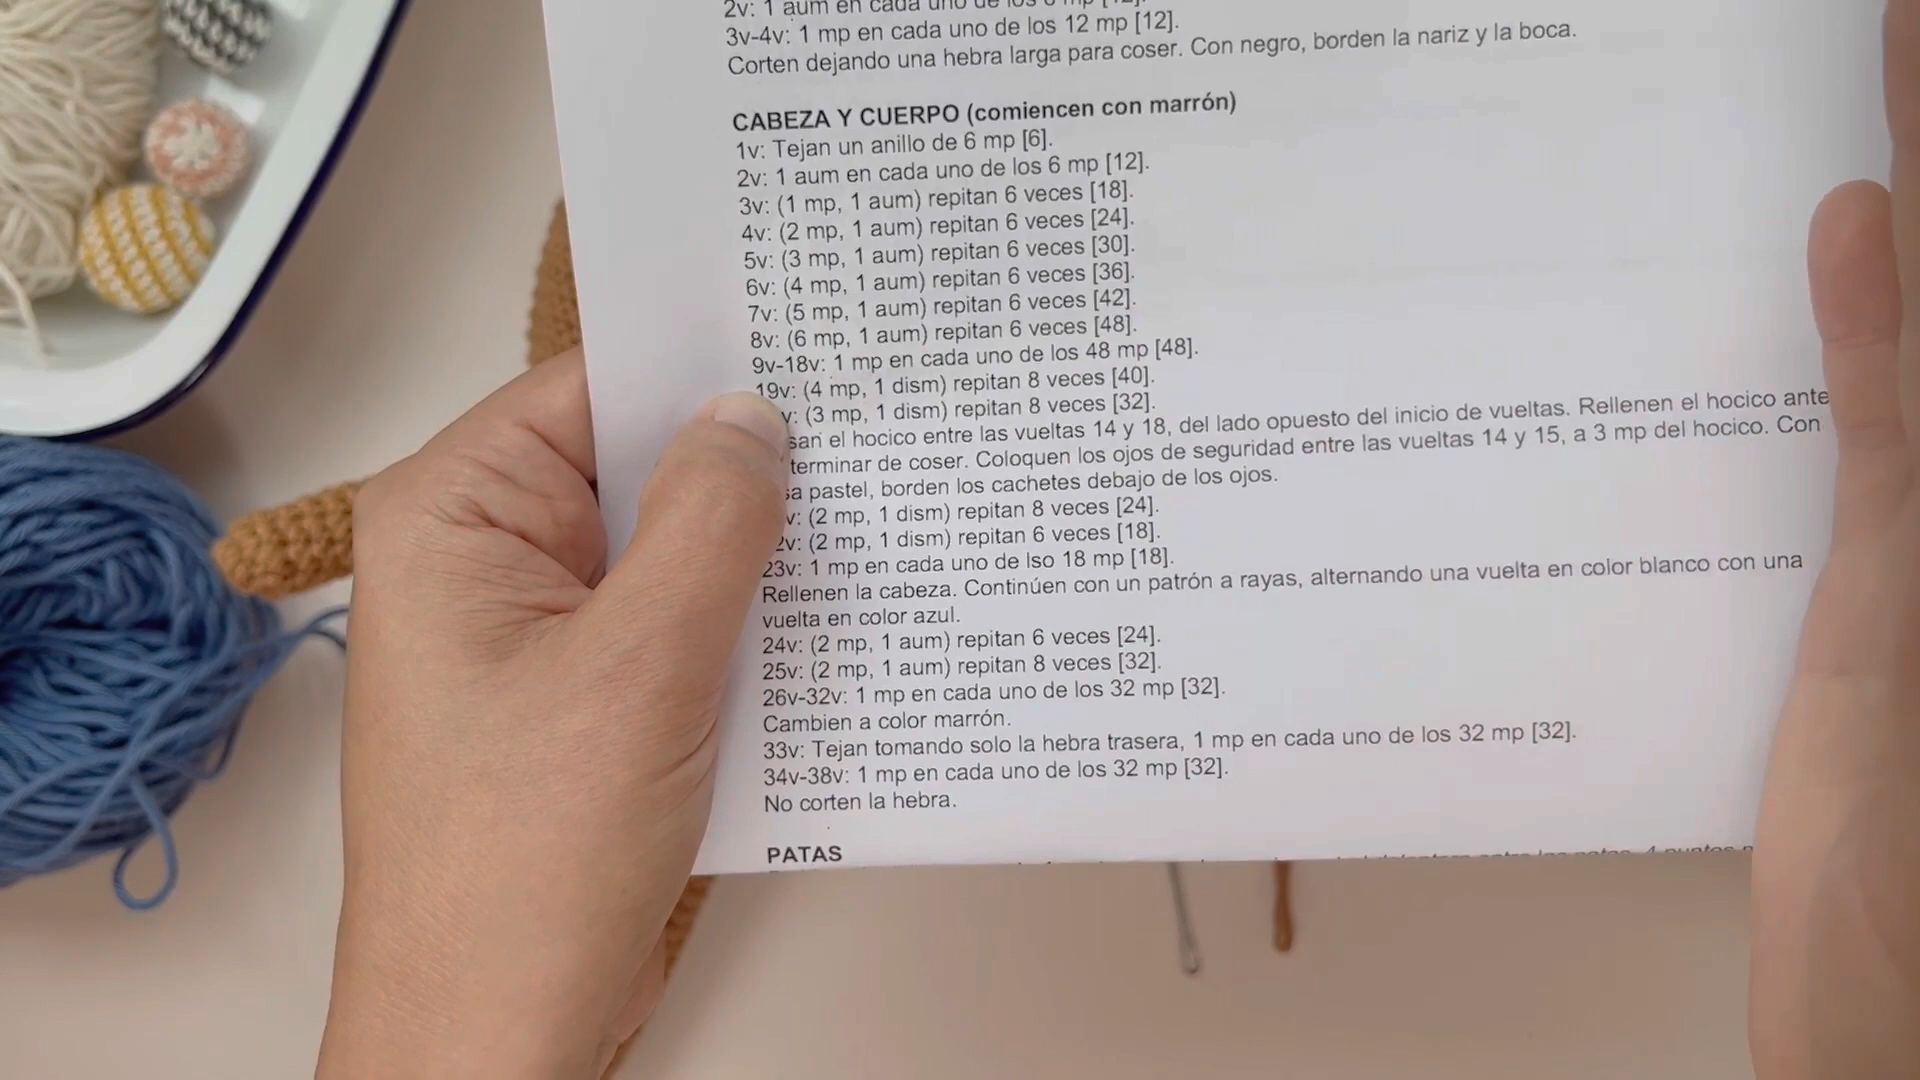 2v: 1 aum en cada uno de los 6 mp [12].
3v-4v: 1 mp en cada uno de los 12 mp [12].
Corten dejando una hebra larga para coser. Con negro, borden la nariz y la boca.
CABEZA Y CUERPO (comiencen con marrón)
1v: Tejan un anillo de 6 mp [6].
2v: 1 aum en cada uno de los 6 mp [12].
3v: (1 mp, 1 aum) repitan 6 veces [18].
4v: (2 mp, 1 aum) repitan 6 veces [24].
5v: (3 mp, 1 aum) repitan 6 veces [30].
6v: (4 mp, 1 aum) repitan 6 veces [36].
7v: (5 mp, 1 aum) repitan 6 veces [42].
8v: (6 mp, 1 aum) repitan 6 veces [48].
9v-18v: 1 mp en cada uno de los 48 mp [48].
19v: (4 mp, 1 dism) repitan 8 veces [40].
v: (3 mp, 1 dism) repitan 8 veces [32].
san el hocico entre las vueltas 14 y 18, del lado opuesto del inicio de vueltas. Rellenen el hocico ante
terminar de coser. Coloquen los ojos de seguridad entre las vueltas 14 y 15, a 3 mp del hocico. Con
sa pastel, borden los cachetes debajo de los ojos.
v: (2 mp, 1 dism) repitan 8 veces [24].
2v: (2 mp, 1 dism) repitan 6 veces [18].
23v: 1 mp en cada uno de lso 18 mp [18].
Rellenen la cabeza. Continúen con un patrón a rayas, alternando una vuelta en color blanco con una
vuelta en color azul.
24v: (2 mp, 1 aum) repitan 6 veces [24].
25v: (2 mp, 1 aum) repitan 8 veces [32].
26v-32v: 1 mp en cada uno de los 32 mp [32].
Cambien a color marrón.
33v: Tejan tomando solo la hebra trasera, 1 mp en cada uno de los 32 mp [32].
34v-38v: 1 mp en cada uno de los 32 mp [32].
No corten la hebra.
PATAS